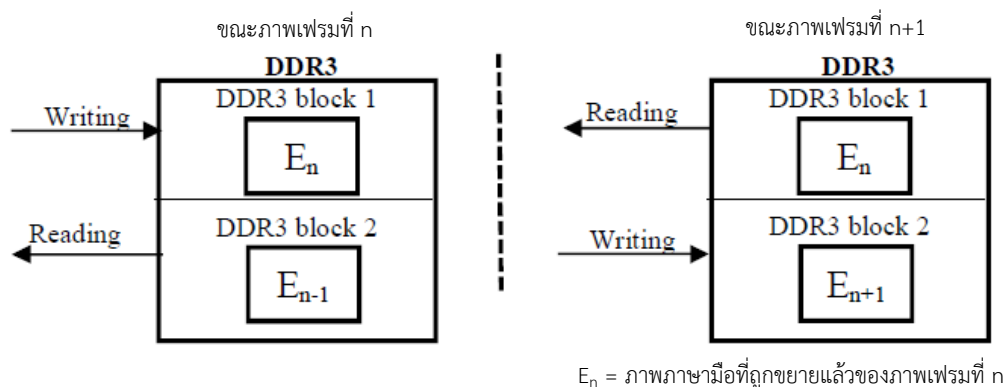 ขณะภาพเฟรมที่ n
DDR3
DDR3 block 1
Writing
Eₙ
DDR3 block 2
Reading
Eₙ₋₁
ขณะภาพเฟรมที่ n+1
DDR3
DDR3 block 1
Reading
Eₙ
DDR3 block 2
Writing
Eₙ₊₁
Eₙ = ภาพภาษามือที่ถูกขยายแล้วของภาพเฟรมที่ n